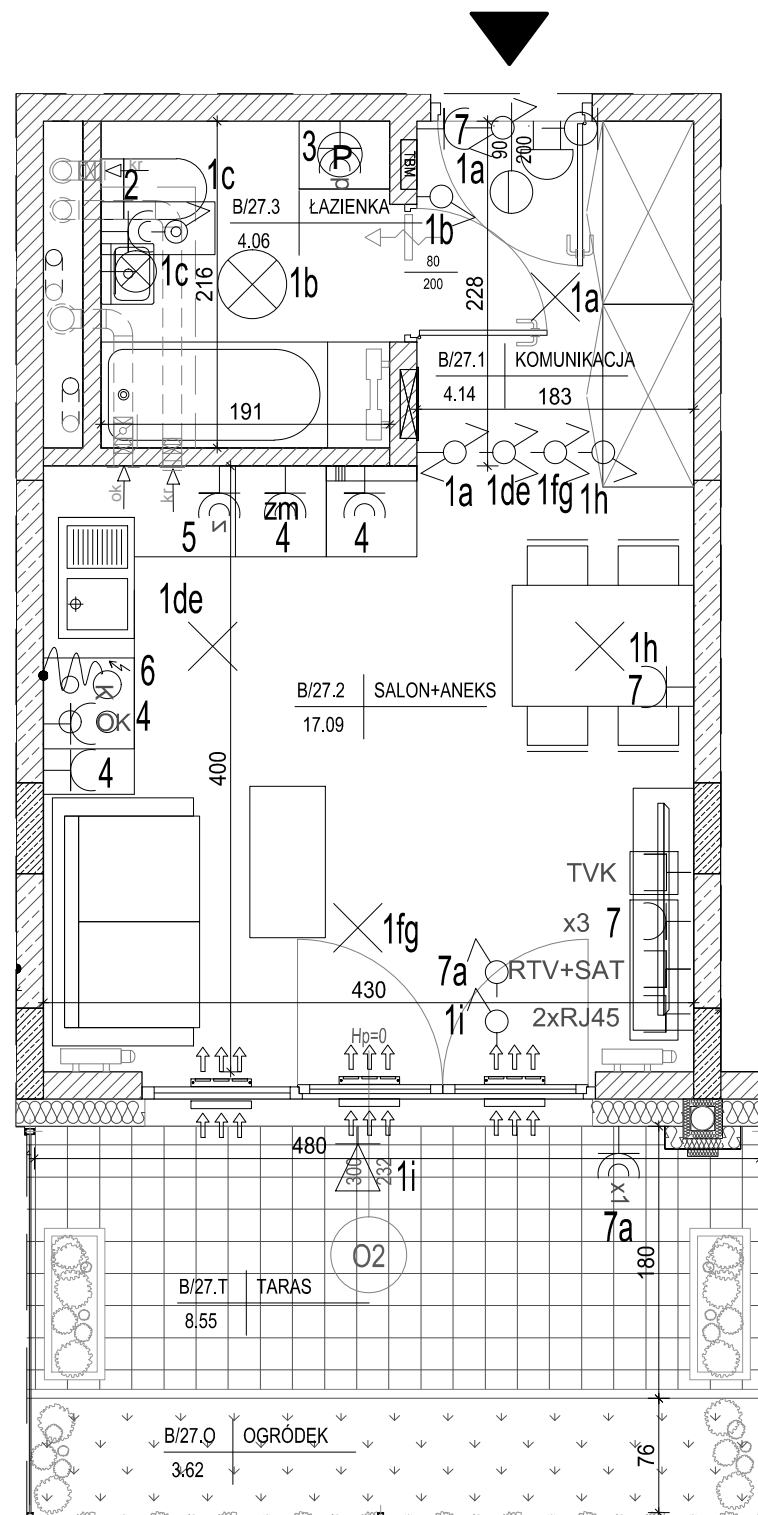 7
3
P
p
TBM
90
200
1a
kr
2
1c
B/27.3 ŁAZIENKA
4.06
1b
80
200
1c
216
1b
228
1a
B/27.1 KOMUNIKACJA
4.14
183
191
ok
kr
1a
1de
1fg
1h
zm
Z
5
4
4
1de
1h
6
7
K
OK
4
B/27.2 SALON+ANEKS
17.09
400
4
TVK
x3
7
1fg
7a
RTV+SAT
430
1i
2xRJ45
Hp=0
480
300
232
1i
x1
7a
O2
180
B/27.T TARAS
8.55
B/27.O OGRÓDEK
3.62
76